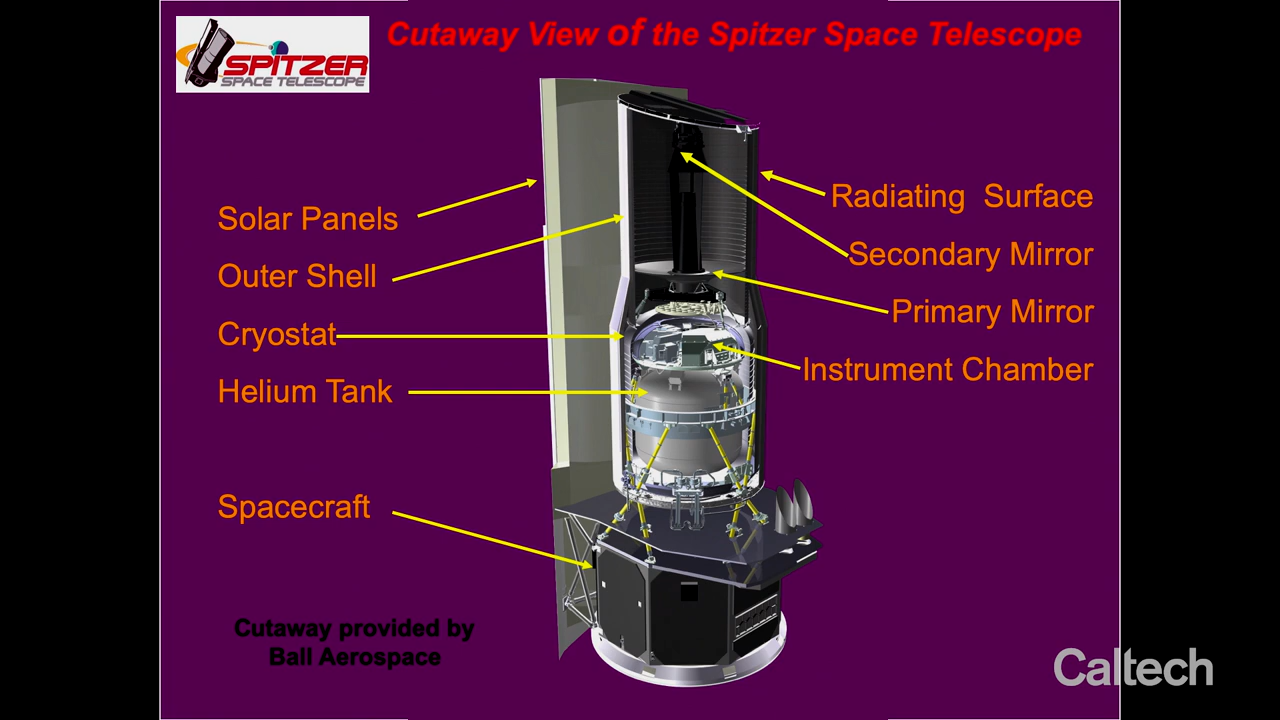 Cutaway View of the Spitzer Space Telescope
SPITZER
SPACE TELESCOPE
Solar Panels
Outer Shell
Cryostat
Helium Tank
Spacecraft
Radiating Surface
Secondary Mirror
Primary Mirror
Instrument Chamber
Cutaway provided by
Ball Aerospace
Caltech